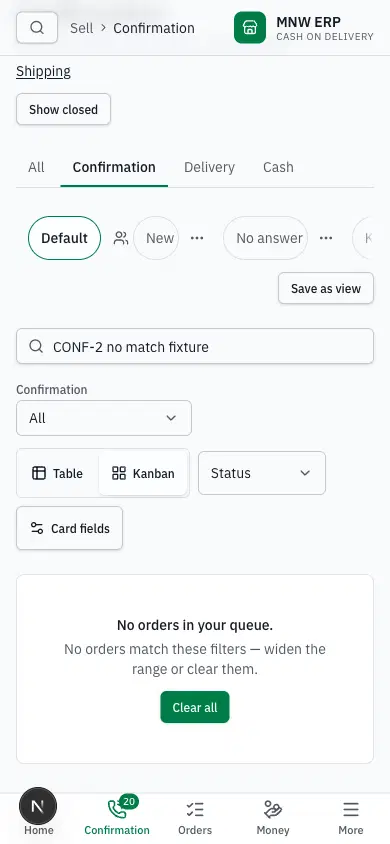 Sell > Confirmation
MNW ERP
CASH ON DELIVERY
Shipping
Show closed
All
Confirmation
Delivery
Cash
Default
New
No answer
K
Save as view
CONF-2 no match fixture
Confirmation
All
Table
Kanban
Status
Card fields
No orders in your queue.
No orders match these filters — widen the
range or clear them.
Clear all
N
20
Home
Confirmation
Orders
Money
More